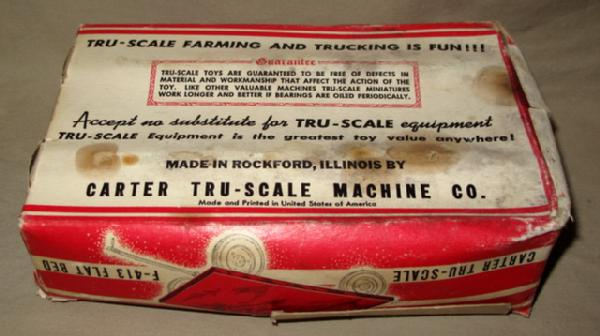 TRU-SCALE FARMING AND TRUCKING IS FUN!!!
Guarantee
TRU-SCALE TOYS ARE GUARANTEED TO BE FREE OF DEFECTS IN
MATERIAL AND WORKMANSHIP THAT AFFECT THE ACTION OF THE
TOY. LIKE OTHER VALUABLE MACHINES TRU-SCALE MINIATURES
WORK LONGER AND BETTER IF BEARINGS ARE OILED PERIODICALLY.
Accept no substitute for TRU-SCALE equipment
TRU-SCALE Equipment is the greatest toy value anywhere!
MADE IN ROCKFORD, ILLINOIS BY
CARTER TRU-SCALE MACHINE CO.
Made and Printed in United States of America
F-413 FLAT BED
CARTER TRU-SCALE